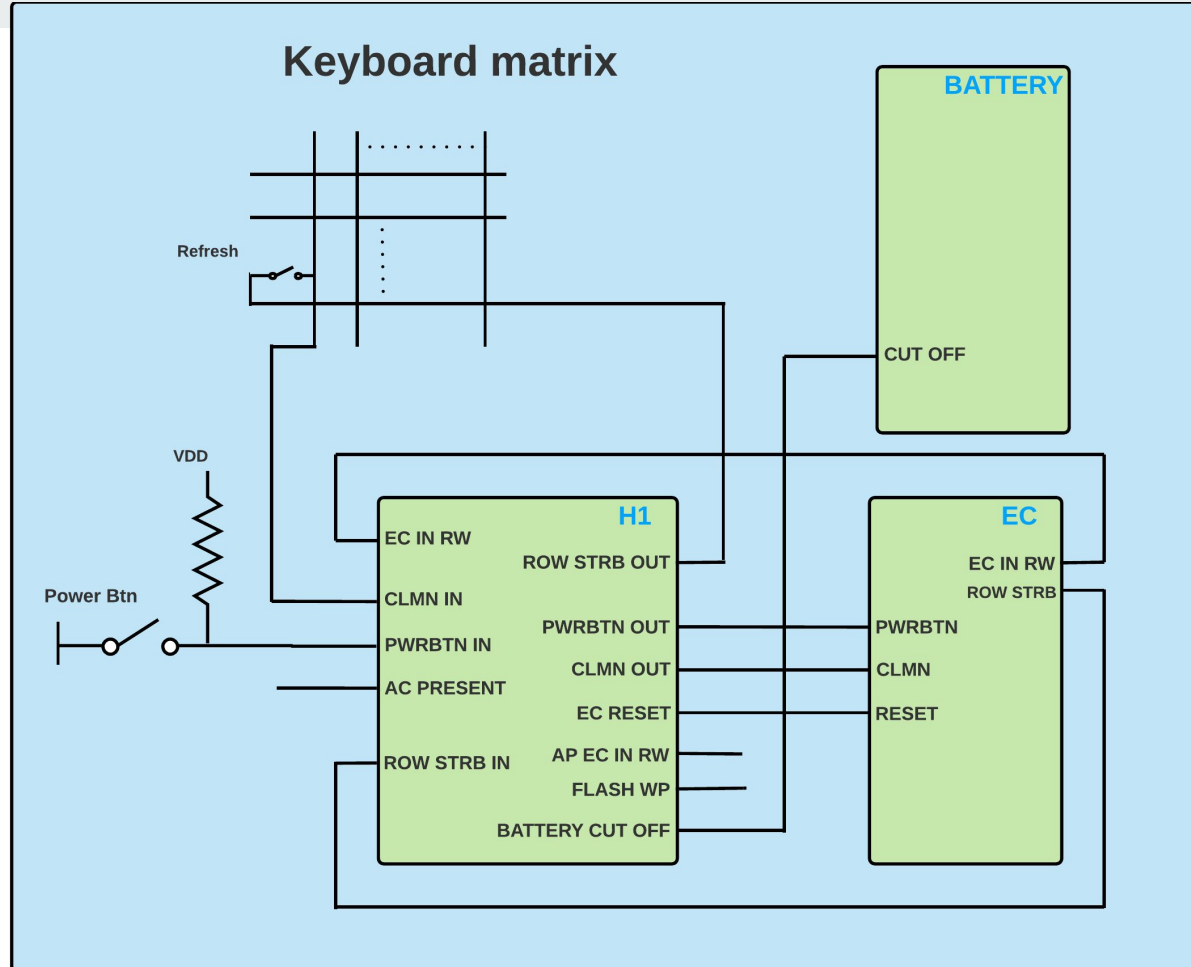 Keyboard matrix
BATTERY
Refresh
CUT OFF
VDD
H1
EC
EC IN RW
ROW STRB OUT
EC IN RW
ROW STRB
Power Btn
CLMN IN
PWRBTN OUT
PWRBTN
PWRBTN IN
CLMN OUT
CLMN
AC PRESENT
EC RESET
RESET
ROW STRB IN
AP EC IN RW
FLASH WP
BATTERY CUT OFF